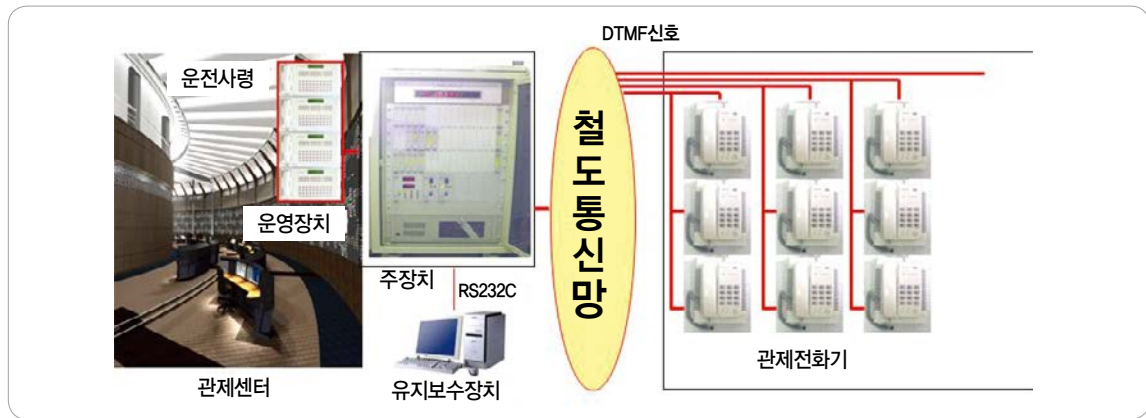 DTMF신호
운전사령
운영장치
주장치
RS232C
관제센터
유지보수장치
철도통신망
관제전화기